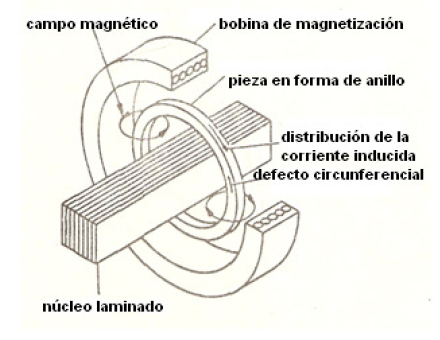 campo magnético
bobina de magnetización
pieza en forma de anillo
distribución de la
corriente inducida
defecto circunferencial
núcleo laminado